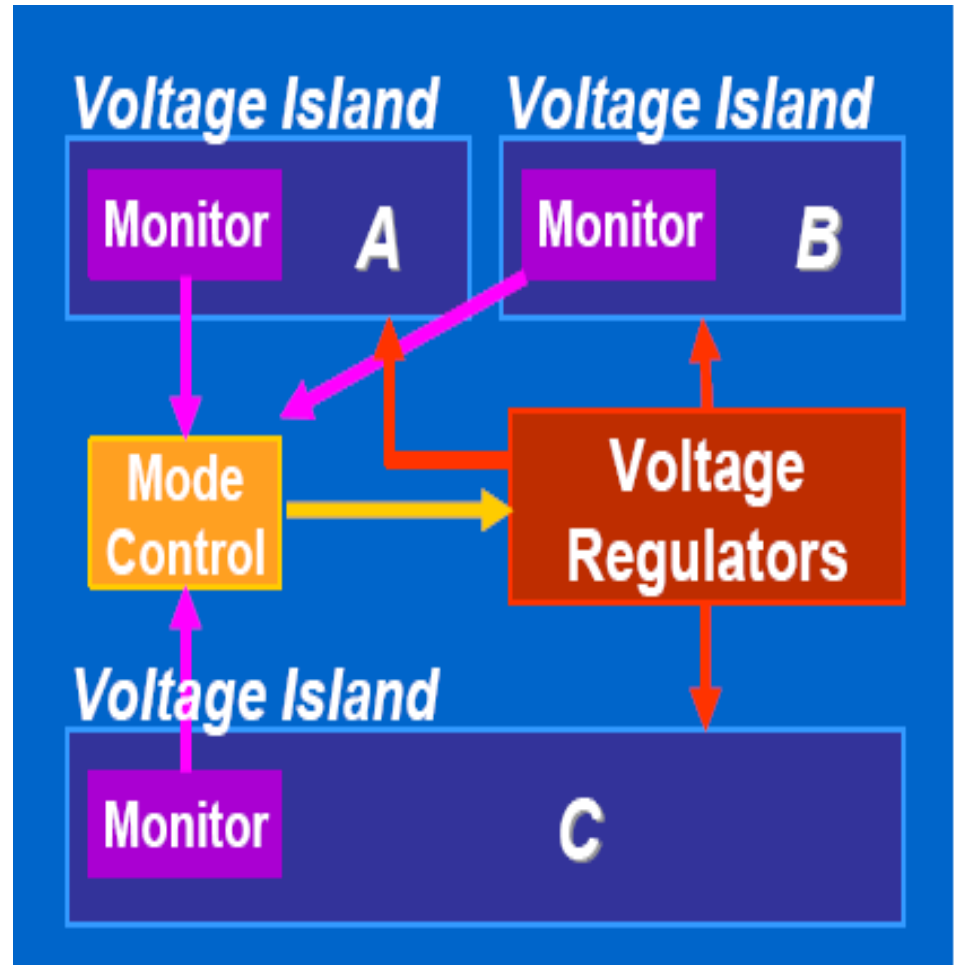 Voltage Island
Voltage Island
Monitor
A
Monitor
B
Mode
Control
Voltage
Regulators
Voltage Island
Monitor
C